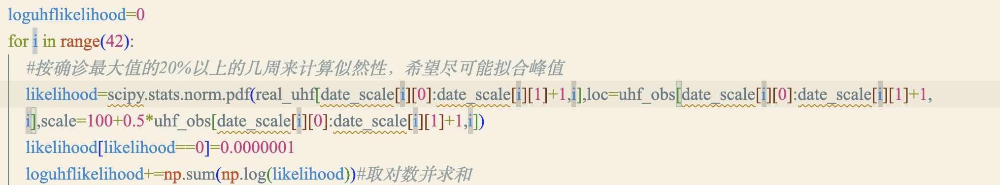 loguhflikelihood=0
for i in range(42):
#按确诊最大值的20%以上的几周来计算似然性，希望尽可能拟合峰值
likelihood=scipy.stats.norm.pdf(real_uhf[date_scale[i][0]:date_scale[i][1]+1,i],loc=uhf_obs[date_scale[i][0]:date_scale[i][1]+1,
i],scale=100+0.5*uhf_obs[date_scale[i][0]:date_scale[i][1]+1,i])
likelihood[likelihood==0]=0.0000001
loguhflikelihood+=np.sum(np.log(likelihood))#取对数并求和